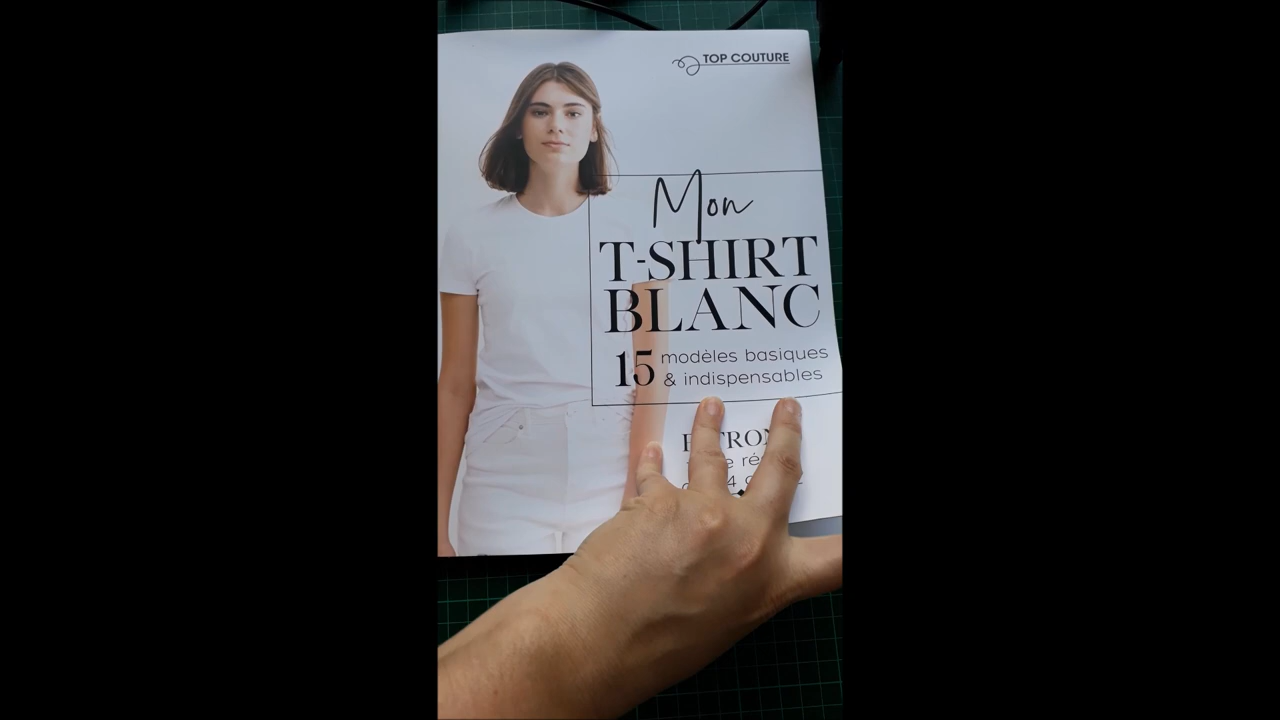 TOP COUTURE
Mon
T-SHIRT
BLANC
15 modèles basiques
& indispensables